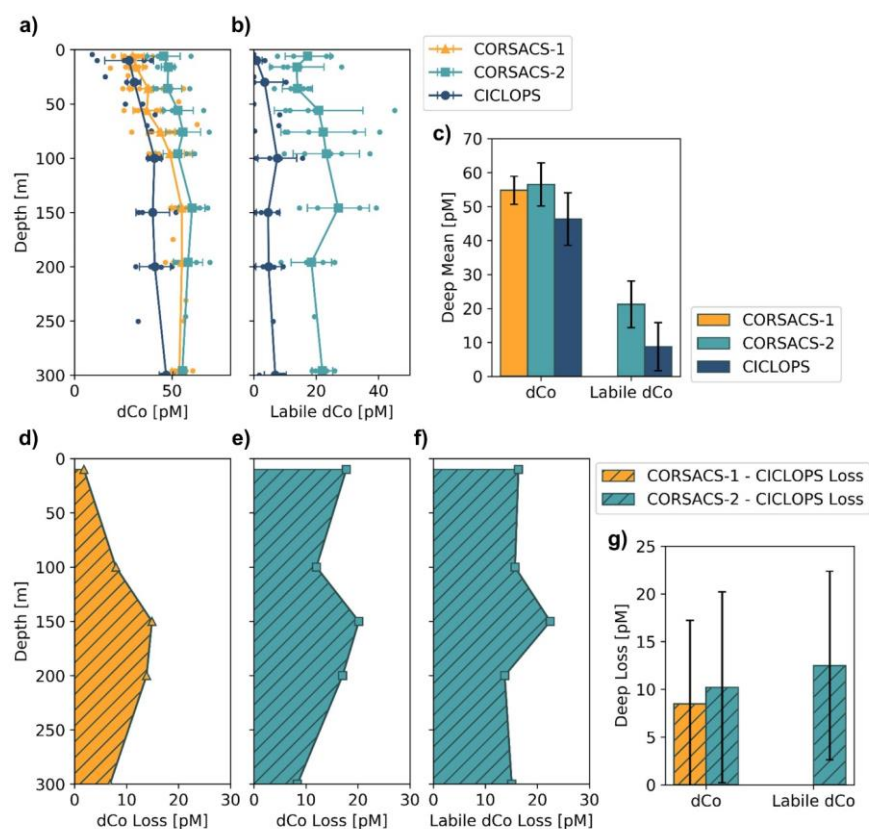 a)
b)
CORSACS-1
CORSACS-2
CICLOPS
0
50
100
150
200
250
300
Depth [m]
0
50
dCo [pM]
0
20
40
Labile dCo [pM]
c)
70
60
50
40
30
20
10
0
Deep Mean [pM]
dCo
Labile dCo
CORSACS-1
CORSACS-2
CICLOPS
d)
e)
f)
0
50
100
150
200
250
300
Depth [m]
0
10
20
30
dCo Loss [pM]
0
10
20
30
dCo Loss [pM]
0
10
20
30
Labile dCo Loss [pM]
CORSACS-1 - CICLOPS Loss
CORSACS-2 - CICLOPS Loss
g)
25
20
15
10
5
0
Deep Loss [pM]
dCo
Labile dCo